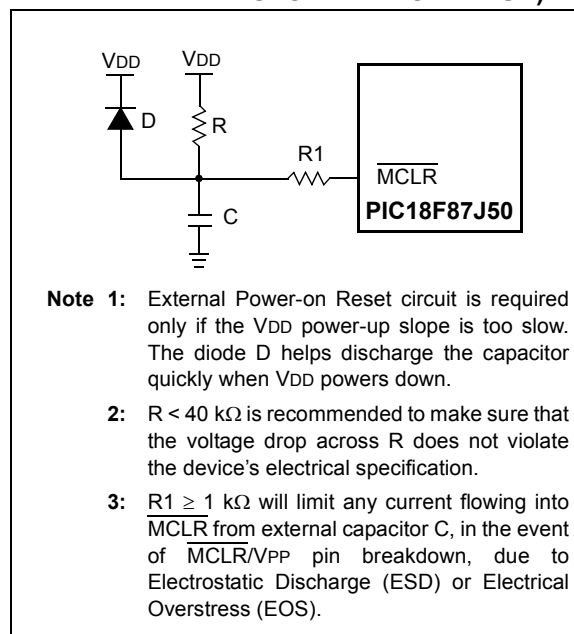 VDD VDD
D R
R1
MCLR
C PIC18F87J50
Note 1: External Power-on Reset circuit is required
only if the VDD power-up slope is too slow.
The diode D helps discharge the capacitor
quickly when VDD powers down.
2: R < 40 kΩ is recommended to make sure that
the voltage drop across R does not violate
the device's electrical specification.
3: R1 ≥ 1 kΩ will limit any current flowing into
MCLR from external capacitor C, in the event
of MCLR/VPP pin breakdown, due to
Electrostatic Discharge (ESD) or Electrical
Overstress (EOS).